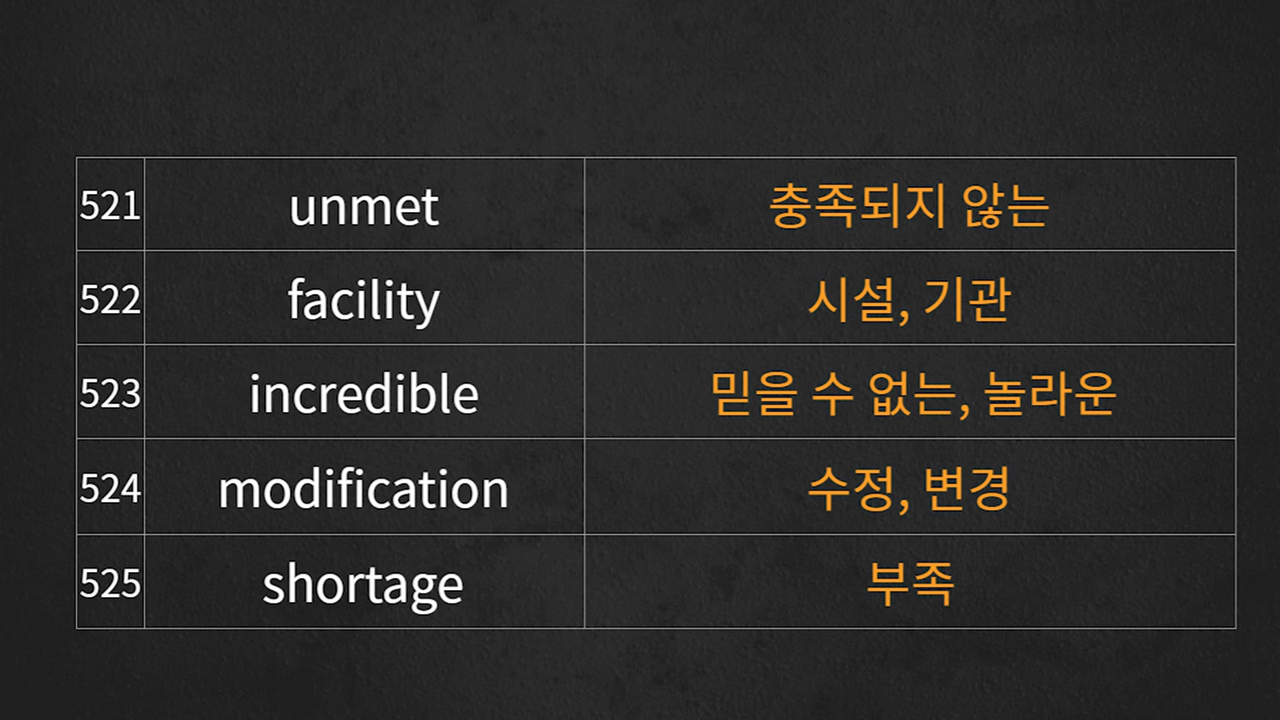 521 unmet 충족되지 않는
522 facility 시설, 기관
523 incredible 믿을 수 없는, 놀라운
524 modification 수정, 변경
525 shortage 부족